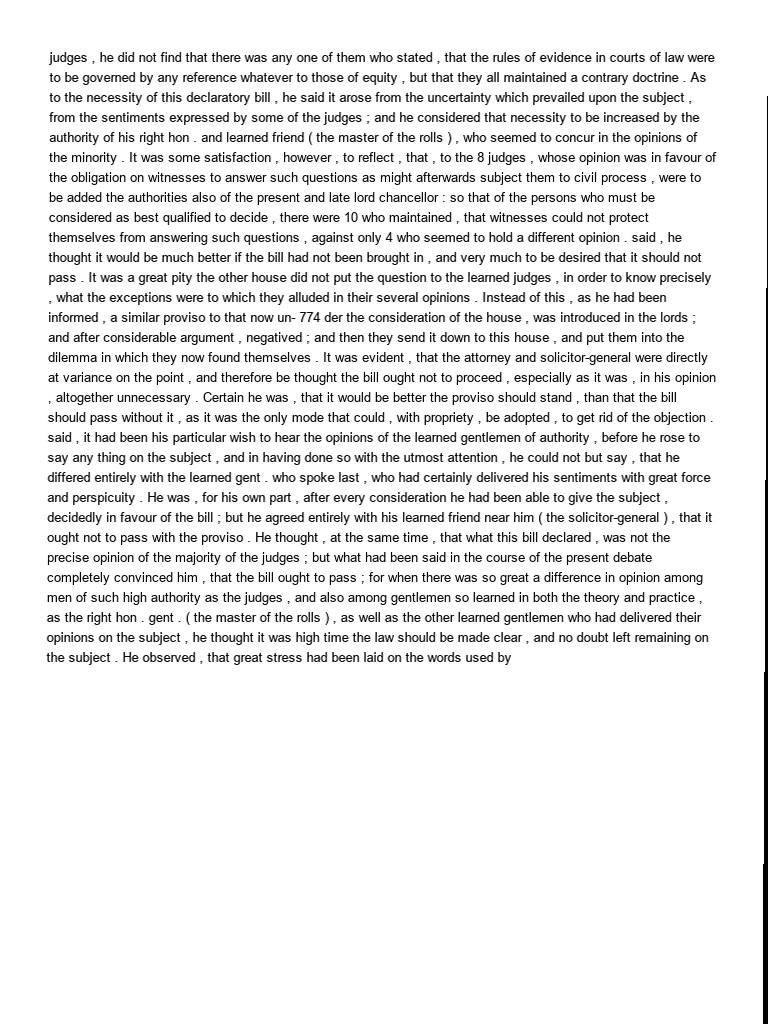 judges , he did not find that there was any one of them who stated , that the rules of evidence in courts of law were
to be governed by any reference whatever to those of equity , but that they all maintained a contrary doctrine . As
to the necessity of this declaratory bill , he said it arose from the uncertainty which prevailed upon the subject ,
from the sentiments expressed by some of the judges ; and he considered that necessity to be increased by the
authority of his right hon . and learned friend ( the master of the rolls ) , who seemed to concur in the opinions of
the minority . It was some satisfaction , however , to reflect , that , to the 8 judges , whose opinion was in favour of
the obligation on witnesses to answer such questions as might afterwards subject them to civil process , were to
be added the authorities also of the present and late lord chancellor : so that of the persons who must be
considered as best qualified to decide , there were 10 who maintained , that witnesses could not protect
themselves from answering such questions , against only 4 who seemed to hold a different opinion . said , he
thought it would be much better if the bill had not been brought in , and very much to be desired that it should not
pass . It was a great pity the other house did not put the question to the learned judges , in order to know precisely
, what the exceptions were to which they alluded in their several opinions . Instead of this , as he had been
informed , a similar proviso to that now un- 774 der the consideration of the house , was introduced in the lords ;
and after considerable argument , negatived ; and then they send it down to this house , and put them into the
dilemma in which they now found themselves . It was evident , that the attorney and solicitor-general were directly
at variance on the point , and therefore be thought the bill ought not to proceed , especially as it was , in his opinion
, altogether unnecessary . Certain he was , that it would be better the proviso should stand , than that the bill
should pass without it , as it was the only mode that could , with propriety , be adopted , to get rid of the objection .
said , it had been his particular wish to hear the opinions of the learned gentlemen of authority , before he rose to
say any thing on the subject , and in having done so with the utmost attention , he could not but say , that he
differed entirely with the learned gent . who spoke last , who had certainly delivered his sentiments with great force
and perspicuity . He was , for his own part , after every consideration he had been able to give the subject ,
decidedly in favour of the bill ; but he agreed entirely with his learned friend near him ( the solicitor-general ) , that it
ought not to pass with the proviso . He thought , at the same time , that what this bill declared , was not the
precise opinion of the majority of the judges ; but what had been said in the course of the present debate
completely convinced him , that the bill ought to pass ; for when there was so great a difference in opinion among
men of such high authority as the judges , and also among gentlemen so learned in both the theory and practice ,
as the right hon . gent . ( the master of the rolls ) , as well as the other learned gentlemen who had delivered their
opinions on the subject , he thought it was high time the law should be made clear , and no doubt left remaining on
the subject . He observed , that great stress had been laid on the words used by